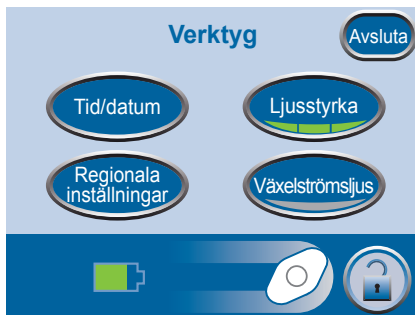 Verktyg
Avsluta
Tid/datum
Ljusstyrka
Regionala
inställningar
Växelströmsljus